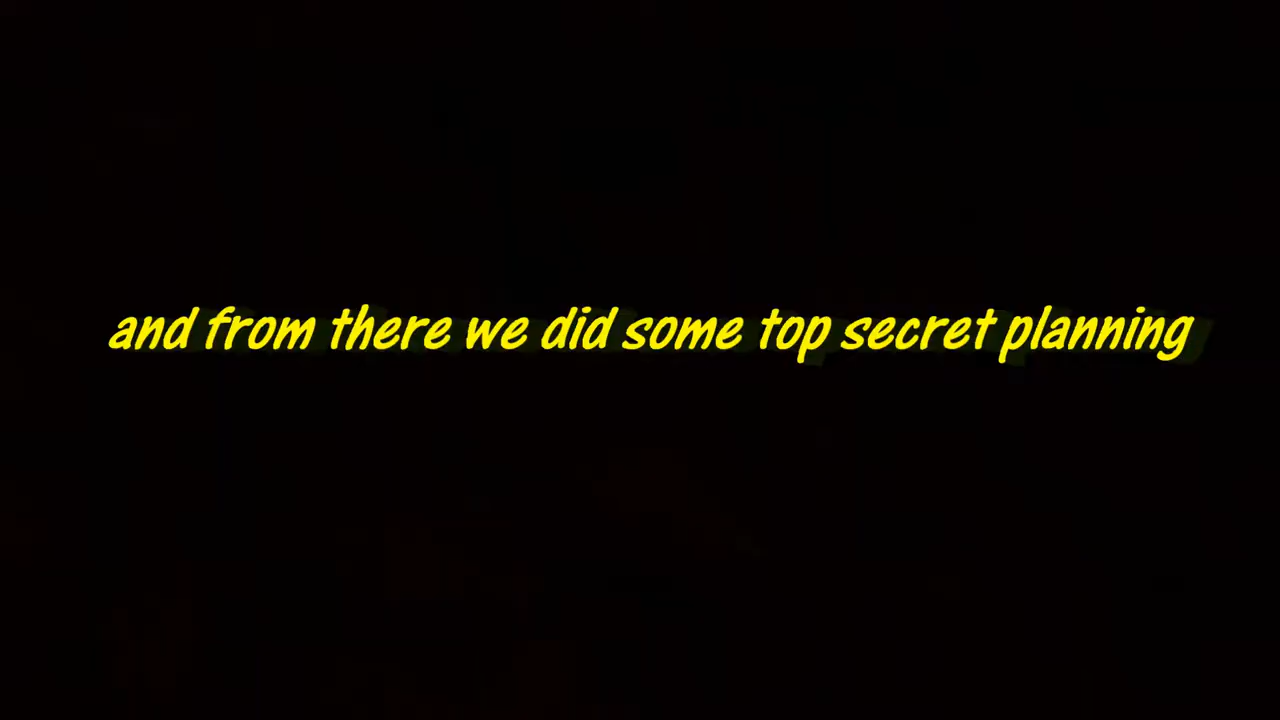 and from there we did some top secret planning